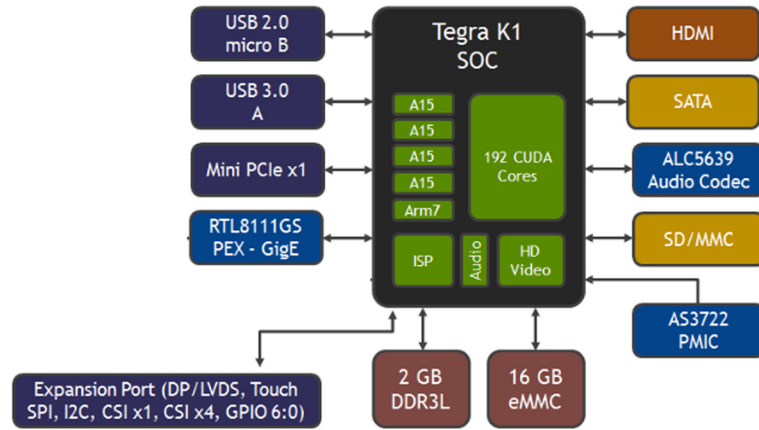 USB 2.0
micro B
USB 3.0
A
Mini PCIe x1
RTL8111GS
PEX - GigE
Tegra K1
SOC
A15
A15
A15
A15
Arm7
192 CUDA
Cores
ISP
Audio
HD
Video
HDMI
SATA
ALC5639
Audio Codec
SD/MMC
AS3722
PMIC
Expansion Port (DP/LVDS, Touch
SPI, I2C, CSI x1, CSI x4, GPIO 6:0)
2 GB
DDR3L
16 GB
eMMC